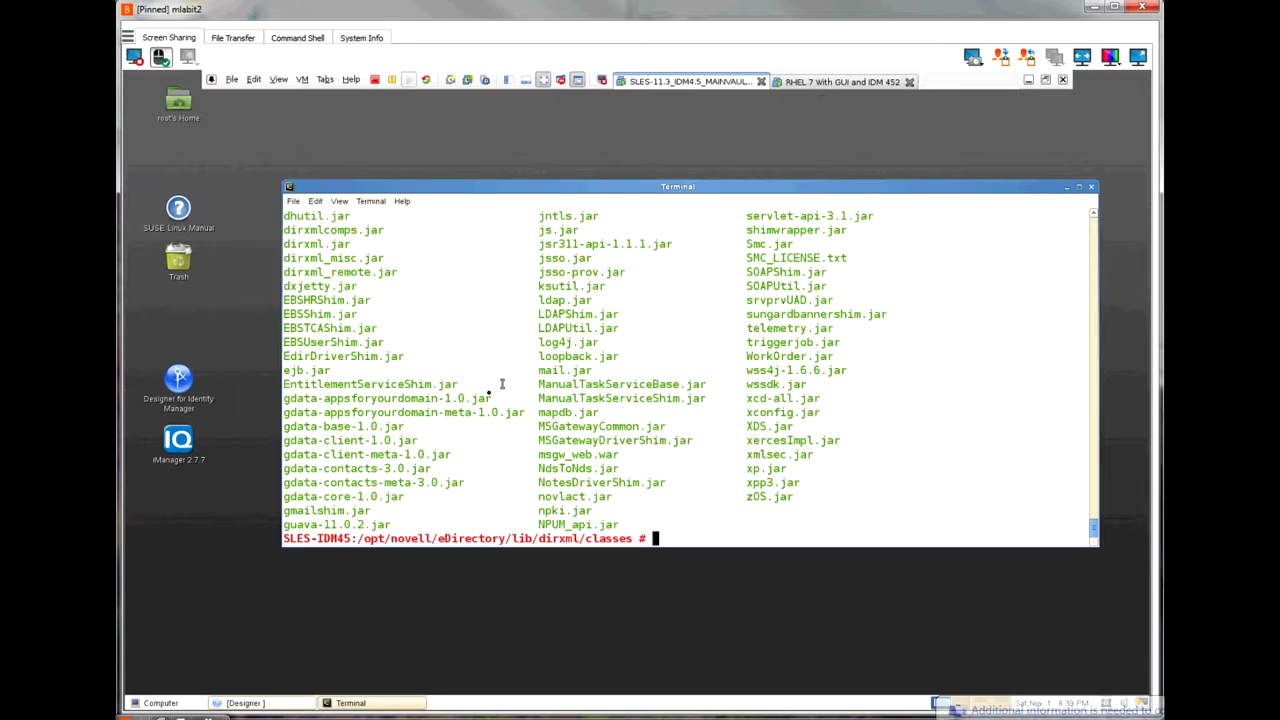 [Pinned] mlabit2
Screen Sharing File Transfer Command Shell System Info
File Edit View VM Tabs Help SLES-11.3_IDM4.5_MAINVAUL... RHEL 7 With GUI and IDM 452
root's Home
SUSE Linux Manual
Trash
Designer for Identity
Manager
iManager 2.7.7
Terminal
File Edit View Terminal Help
dhutil.jar jntls.jar servlet-api-3.1.jar
dirxmlcomps.jar js.jar shimwrapper.jar
dirxml.jar jsr311-api-1.1.1.jar Smc.jar
dirxml_misc.jar jsso.jar SMC_LICENSE.txt
dirxml_remote.jar jsso-prov.jar SOAPShim.jar
dxjetty.jar ksutil.jar SOAPUtil.jar
EBSHRShim.jar ldap.jar srvprvUAD.jar
EBSShim.jar LDAPShim.jar sungardbannershim.jar
EBSTCAShim.jar LDAPUtil.jar telemetry.jar
EBSUserShim.jar log4j.jar triggerjob.jar
EdirDriverShim.jar loopback.jar WorkOrder.jar
ejb.jar mail.jar wss4j-1.6.6.jar
EntitlementServiceShim.jar ManualTaskServiceBase.jar wssdk.jar
gdata-appsforyourdomain-1.0.jar ManualTaskServiceShim.jar xcd-all.jar
gdata-appsforyourdomain-meta-1.0.jar mapdb.jar xconfig.jar
gdata-base-1.0.jar MSGatewayCommon.jar XDS.jar
gdata-client-1.0.jar MSGatewayDriverShim.jar xercesImpl.jar
gdata-client-meta-1.0.jar msgw_web.war xmlsec.jar
gdata-contacts-3.0.jar NdsToNds.jar xp.jar
gdata-contacts-meta-3.0.jar NotesDriverShim.jar xpp3.jar
gdata-core-1.0.jar novlact.jar zOS.jar
gmailshim.jar npki.jar
guava-11.0.2.jar NPUM_api.jar
SLES-IDM45:/opt/novell/eDirectory/lib/dirxml/classes #
Computer [Designer ] Terminal Sat Nov 1 8:39 PM
Additional information is needed to